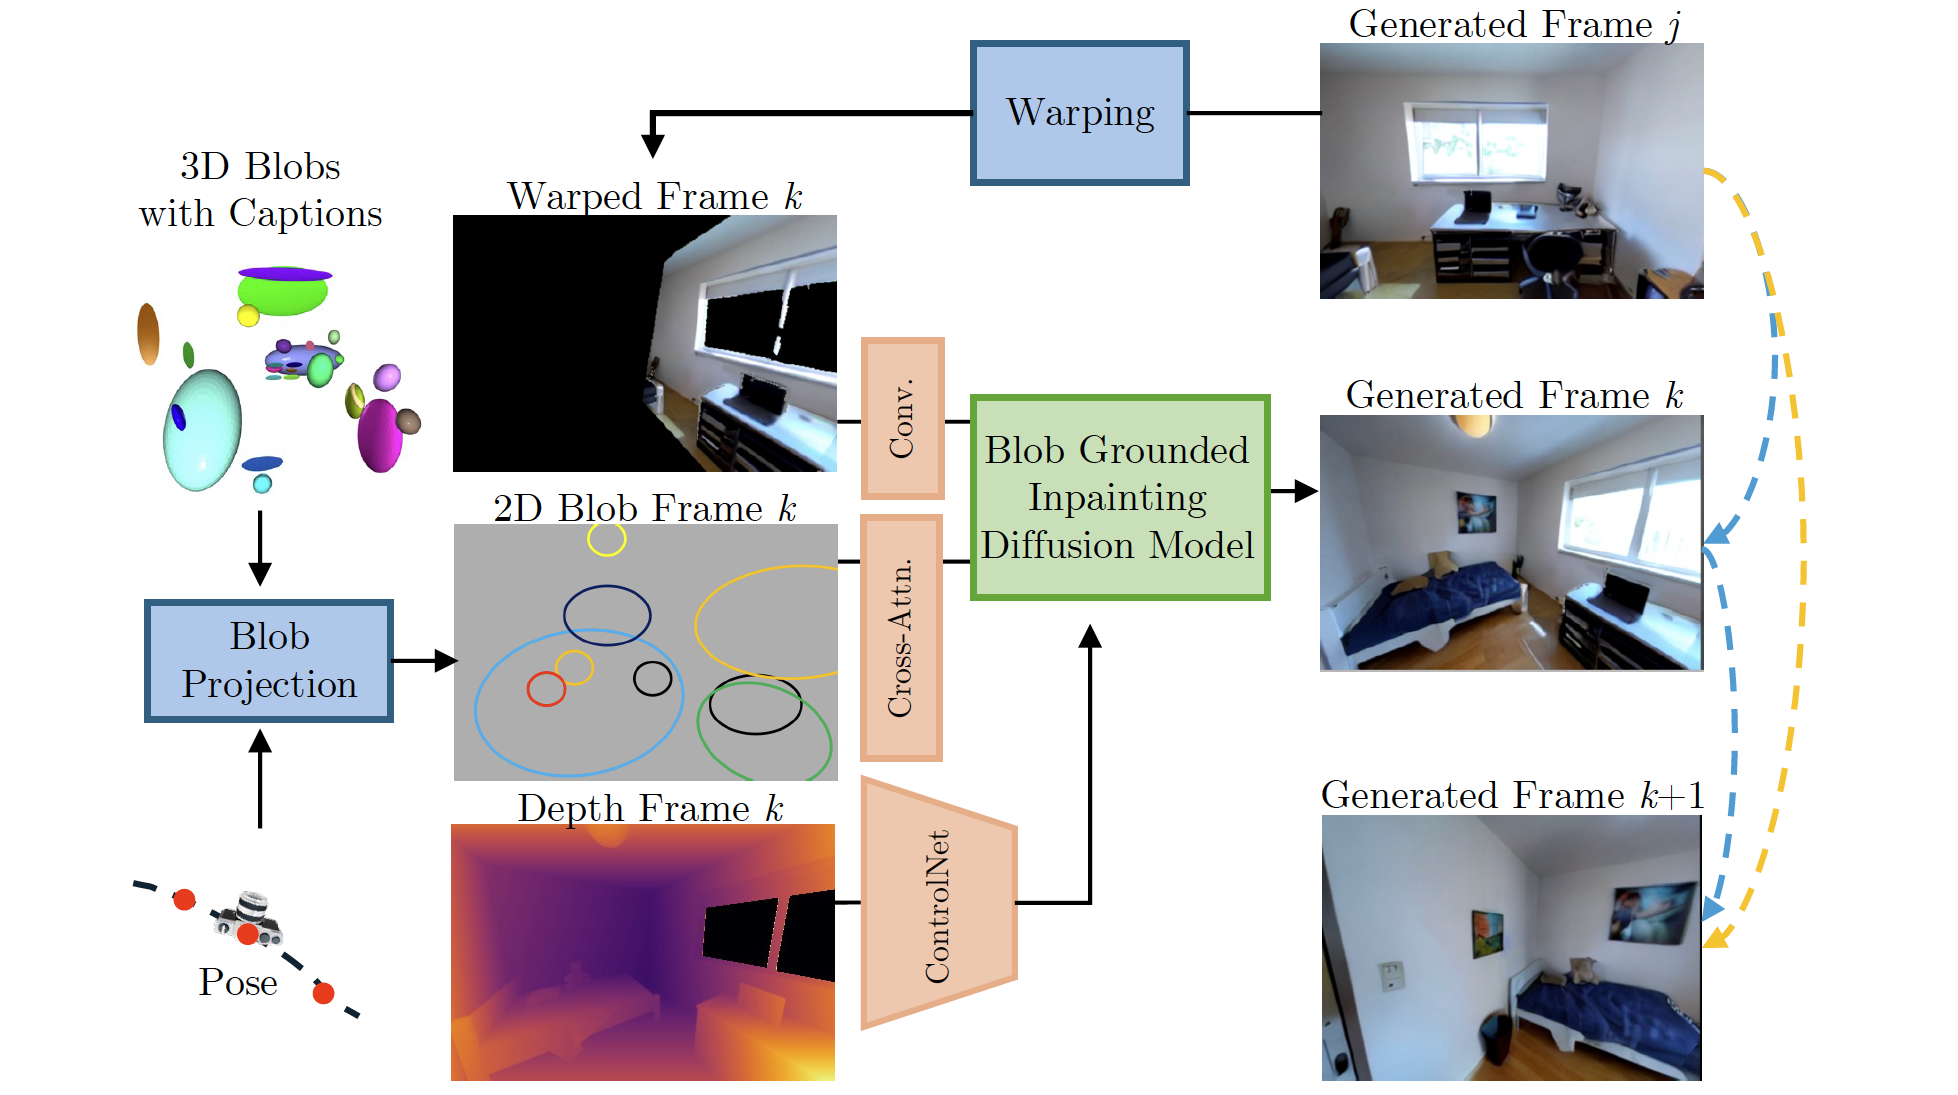 Generated Frame j
Warping
3D Blobs
with Captions
Warped Frame k
Conv.
Generated Frame k
Blob Grounded
Inpainting
Diffusion Model
2D Blob Frame k
Cross-Attn.
Blob
Projection
Depth Frame k
ControlNet
Generated Frame k+1
Pose